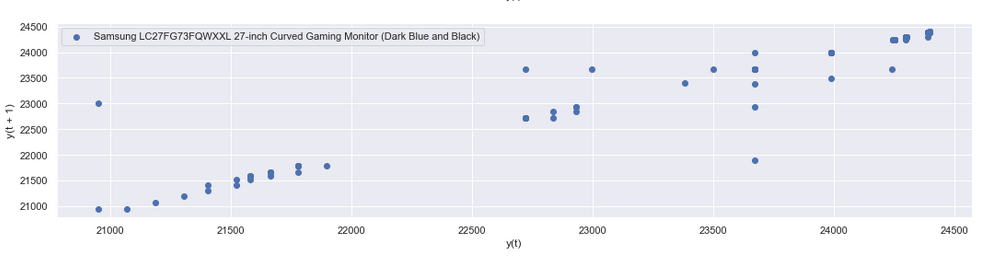 24500
Samsung LC27FG73FQWXXL 27-inch Curved Gaming Monitor (Dark Blue and Black)
24000
23500
23000
y(t + 1)
22500
22000
21500
21000
21000 21500 22000 22500 23000 23500 24000 24500
y(t)